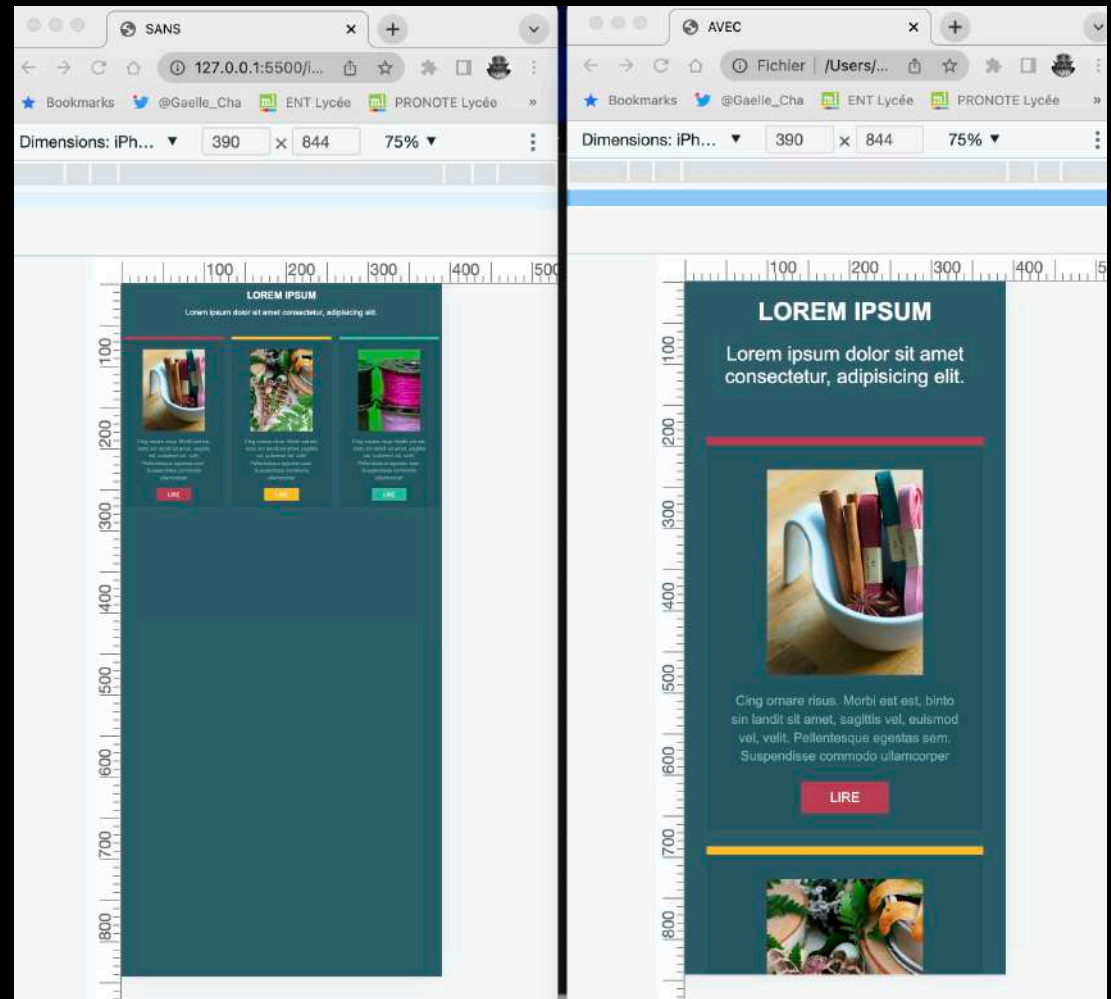 SANS
127.0.0.1:5500/i...
Bookmarks @Gaelle_Cha ENT Lycée PRONOTE Lycée »
Dimensions: iPh... ▼ 390 × 844 75% ▼
100 200 300 400 500
LOREM IPSUM
Lorem ipsum dolor sit amet consectetur, adipisicing elit.
100
200
LIRE LIRE LIRE
300
400
500
600
700
800
AVEC
Fichier | /Users/...
Bookmarks @Gaelle_Cha ENT Lycée PRONOTE Lycée »
Dimensions: iPh... ▼ 390 × 844 75% ▼
100 200 300 400 5
LOREM IPSUM
Lorem ipsum dolor sit amet
consectetur, adipisicing elit.
100
200
300
400
500
Cing ornare risus. Morbi est est, binto
sin landit sit amet, sagittis vel, euismod
vel, velit. Pellentesque egestas sem.
Suspendisse commodo ullamcorper
600
LIRE
700
800